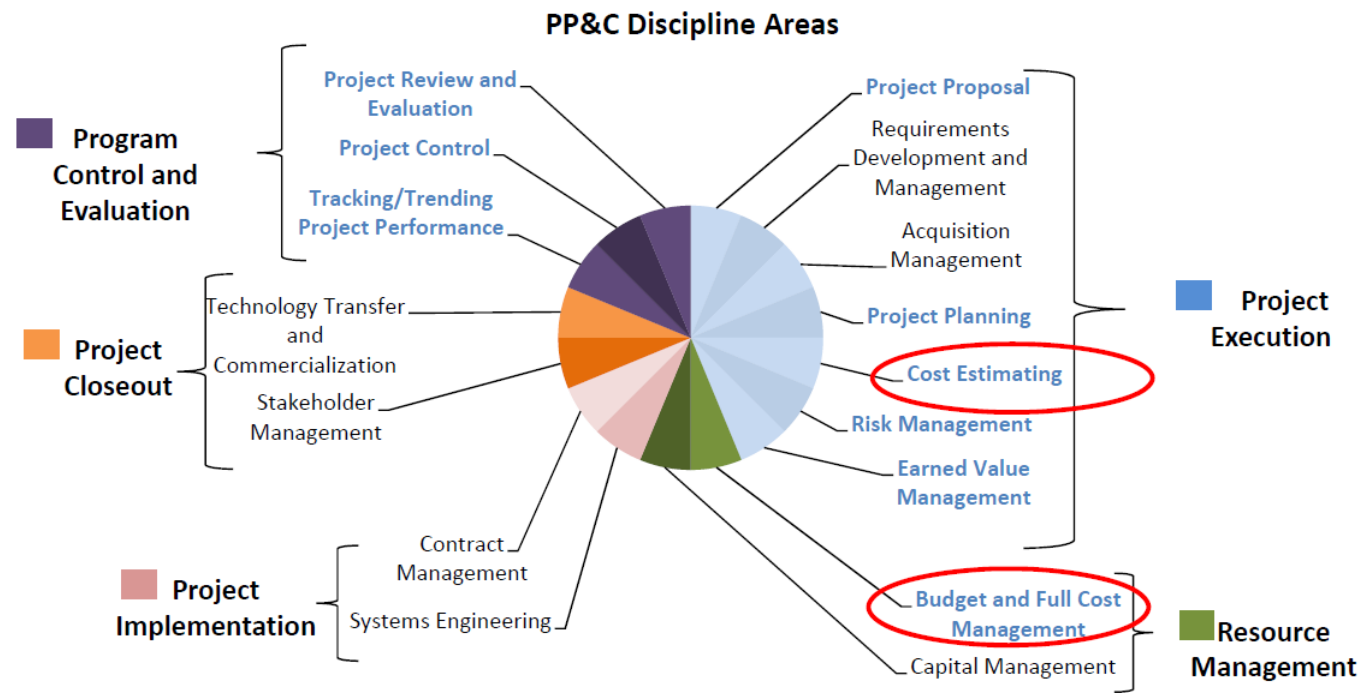 PP&C Discipline Areas
Project Review and
Evaluation
Project Control
Tracking/Trending
Project Performance
Program
Control and
Evaluation
Technology Transfer
and
Commercialization
Stakeholder
Management
Project
Closeout
Contract
Management
Systems Engineering
Project
Implementation
Project Proposal
Requirements
Development and
Management
Acquisition
Management
Project Planning
Cost Estimating
Risk Management
Earned Value
Management
Project
Execution
Budget and Full Cost
Management
Capital Management
Resource
Management